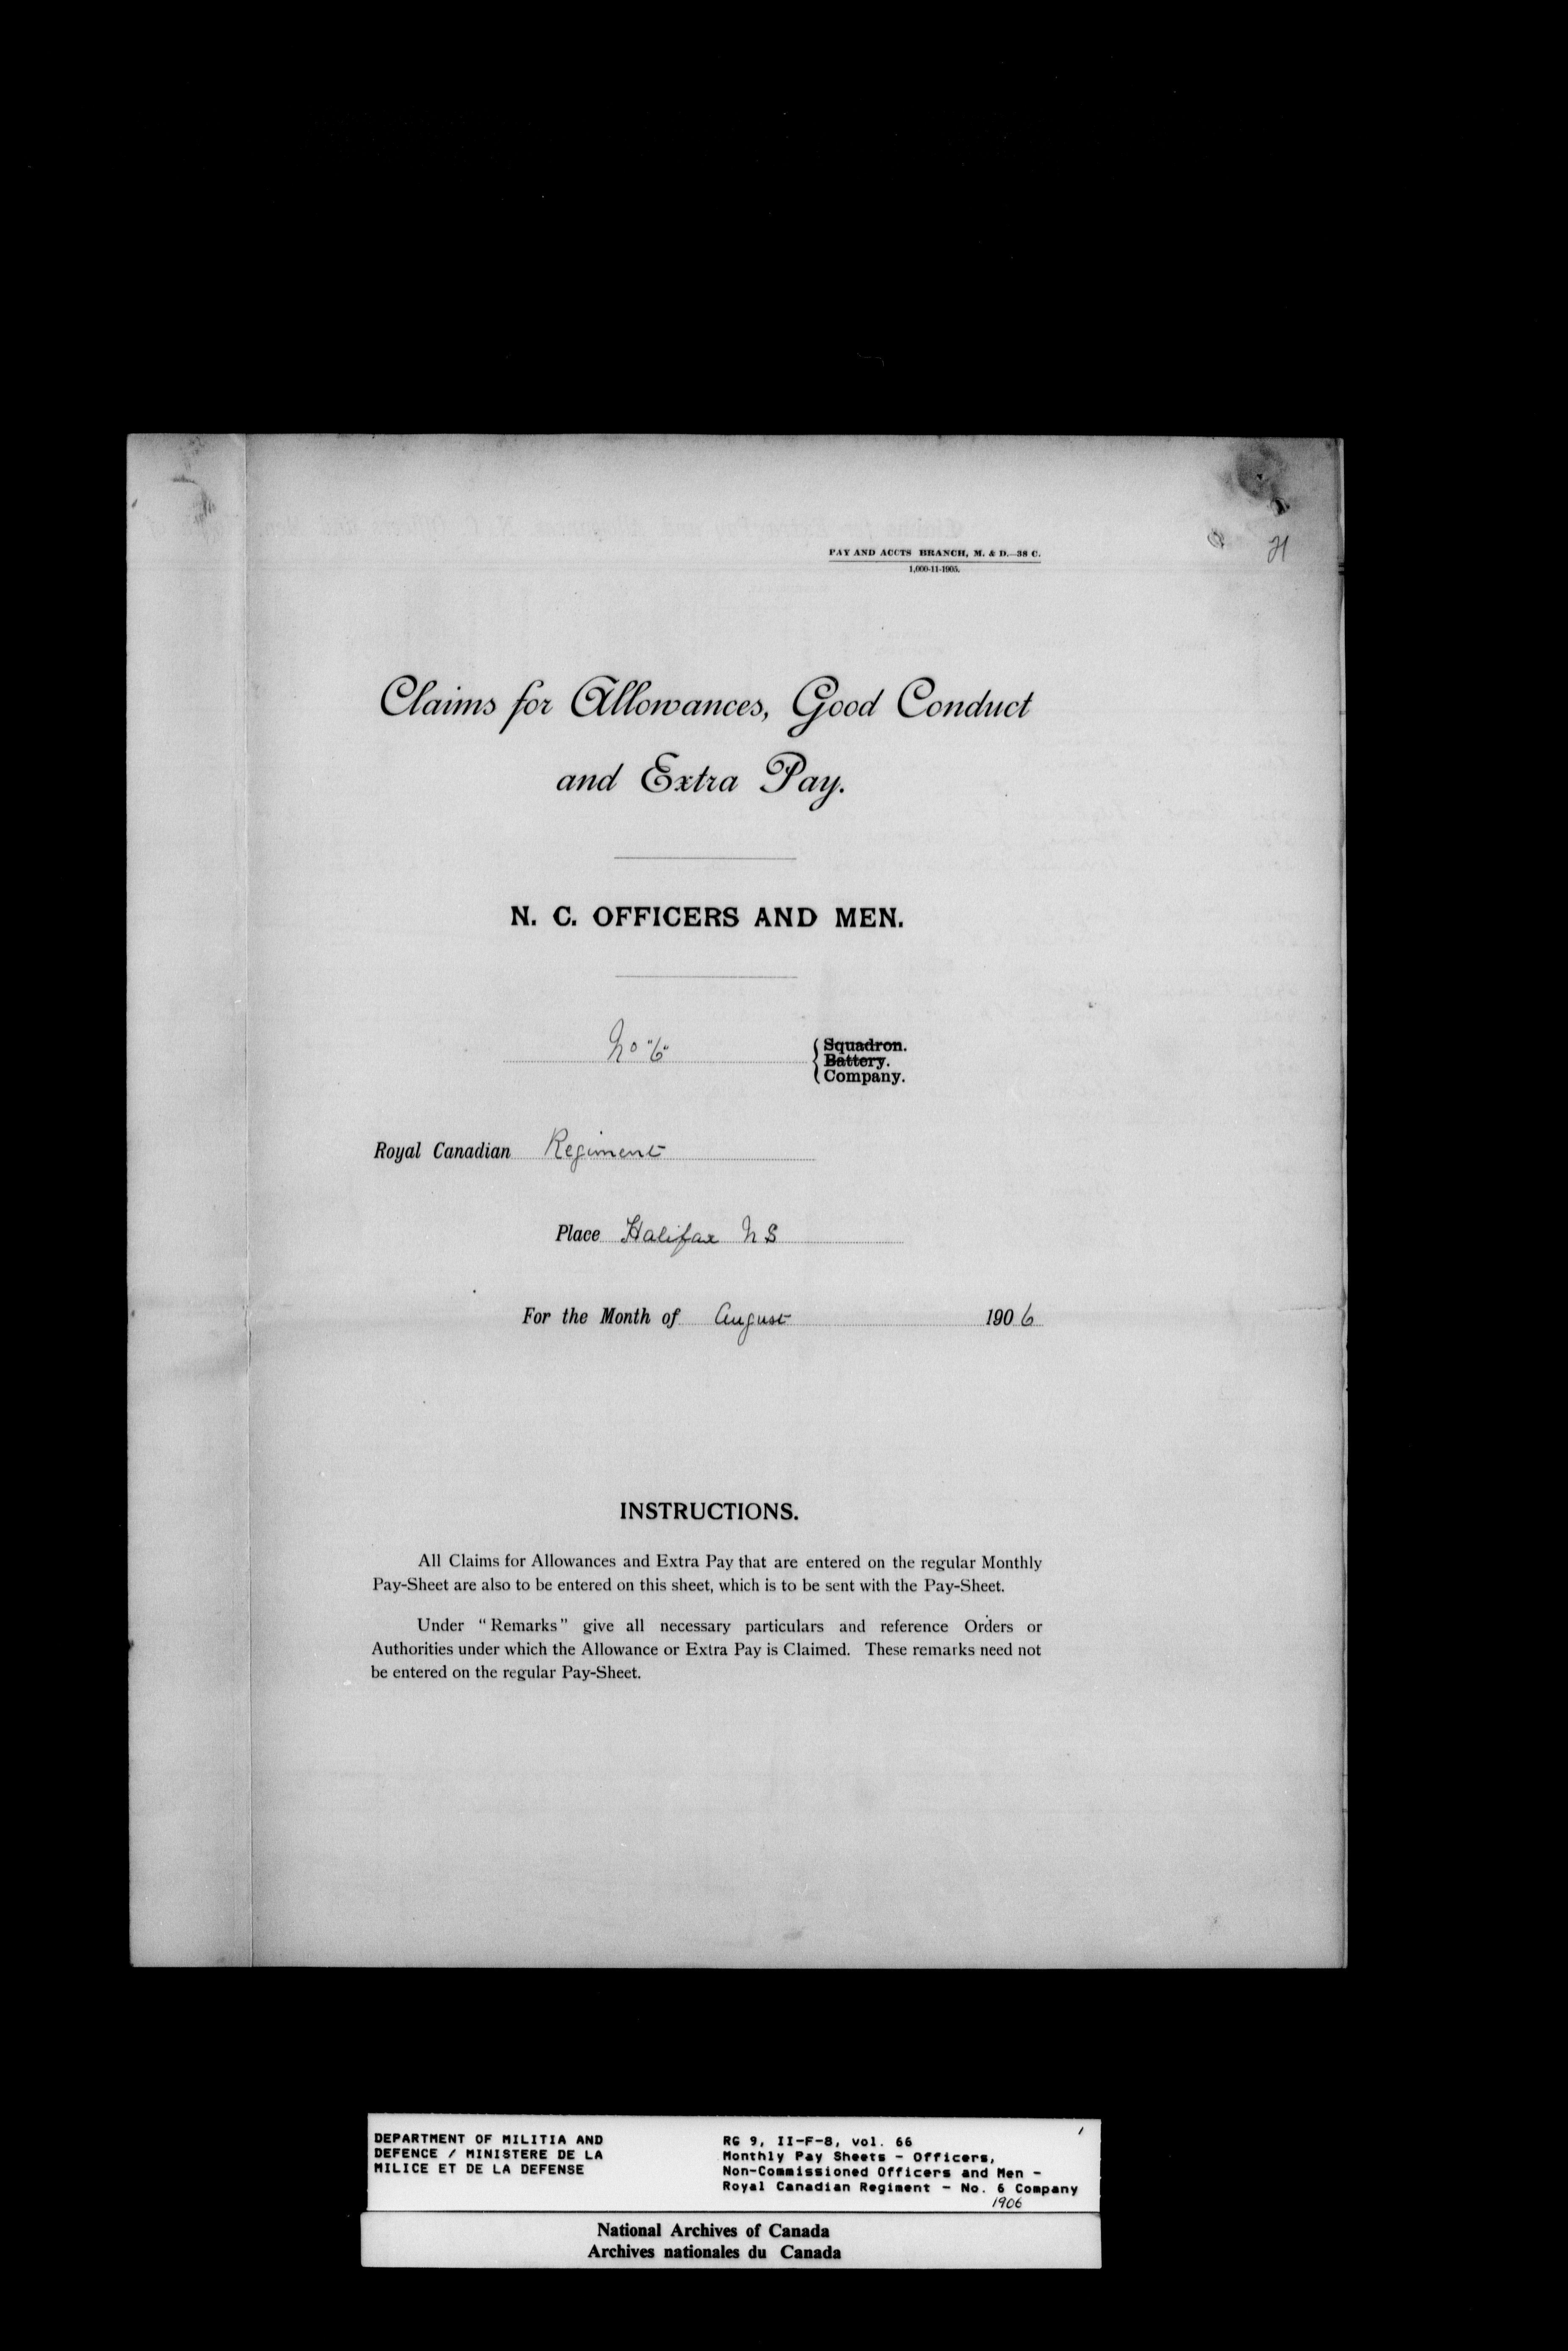 PAY AND ACCTS BRANCH, M. & D.—38 C.
1,000-11-1905.
21
Claims for Allowances, Good Conduct
and Extra Pay.
N. C. OFFICERS AND MEN.
No "6"
Squadron.
Battery.
Company.
Royal Canadian Regiment
Place Halifax N S
For the Month of August 1906
INSTRUCTIONS.
All Claims for Allowances and Extra Pay that are entered on the regular Monthly
Pay-Sheet are also to be entered on this sheet, which is to be sent with the Pay-Sheet.
Under "Remarks" give all necessary particulars and reference Orders or
Authorities under which the Allowance or Extra Pay is Claimed. These remarks need not
be entered on the regular Pay-Sheet.
DEPARTMENT OF MILITIA AND
DEFENCE / MINISTERE DE LA
MILICE ET DE LA DEFENSE
RG 9, II-F-8, vol. 66
Monthly Pay Sheets - Officers,
Non-Commissioned Officers and Men -
Royal Canadian Regiment - No. 6 Company
1906
National Archives of Canada
Archives nationales du Canada